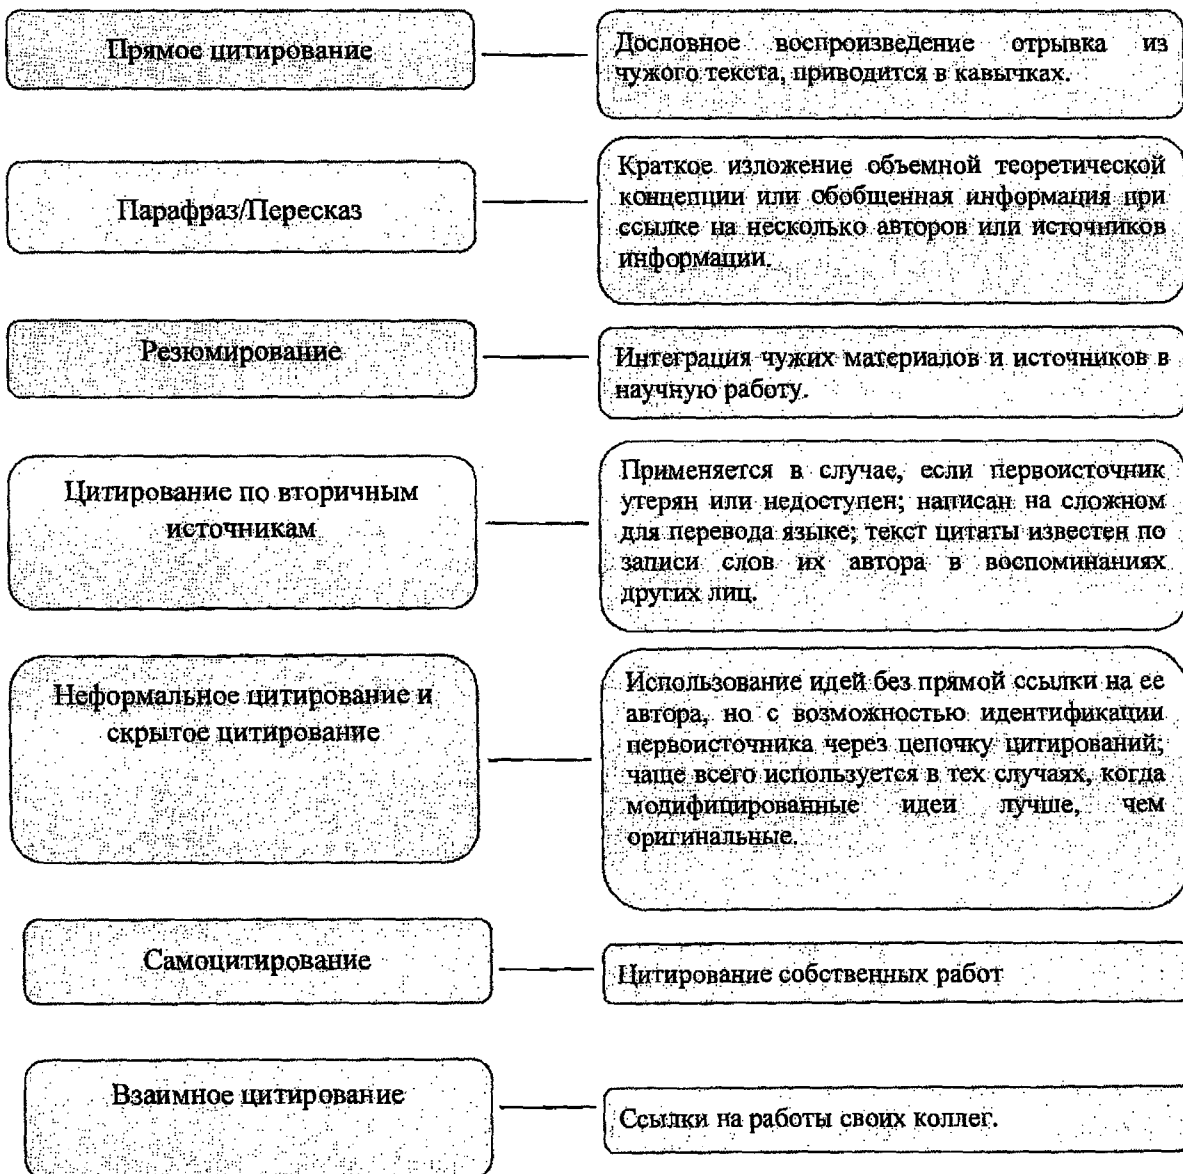 Прямое цитирование
Дословное воспроизведение отрывка из
чужого текста, приводится в кавычках.
Парафраз/Пересказ
Краткое изложение объемной теоретической
концепции или обобщенная информация при
ссылке на несколько авторов или источников
информации.
Резюмирование
Интеграция чужих материалов и источников в
научную работу.
Цитирование по вторичным
источникам
Применяется в случае, если первоисточник
утерян или недоступен; написан на сложном
для перевода языке; текст цитаты известен по
записи слов их автора в воспоминаниях
других лиц.
Неформальное цитирование и
скрытое цитирование
Использование идей без прямой ссылки на ее
автора, но с возможностью идентификации
первоисточника через цепочку цитирований;
чаще всего используется в тех случаях, когда
модифицированные идеи лучше, чем
оригинальные.
Самоцитирование
Цитирование собственных работ
Взаимное цитирование
Ссылки на работы своих коллег.